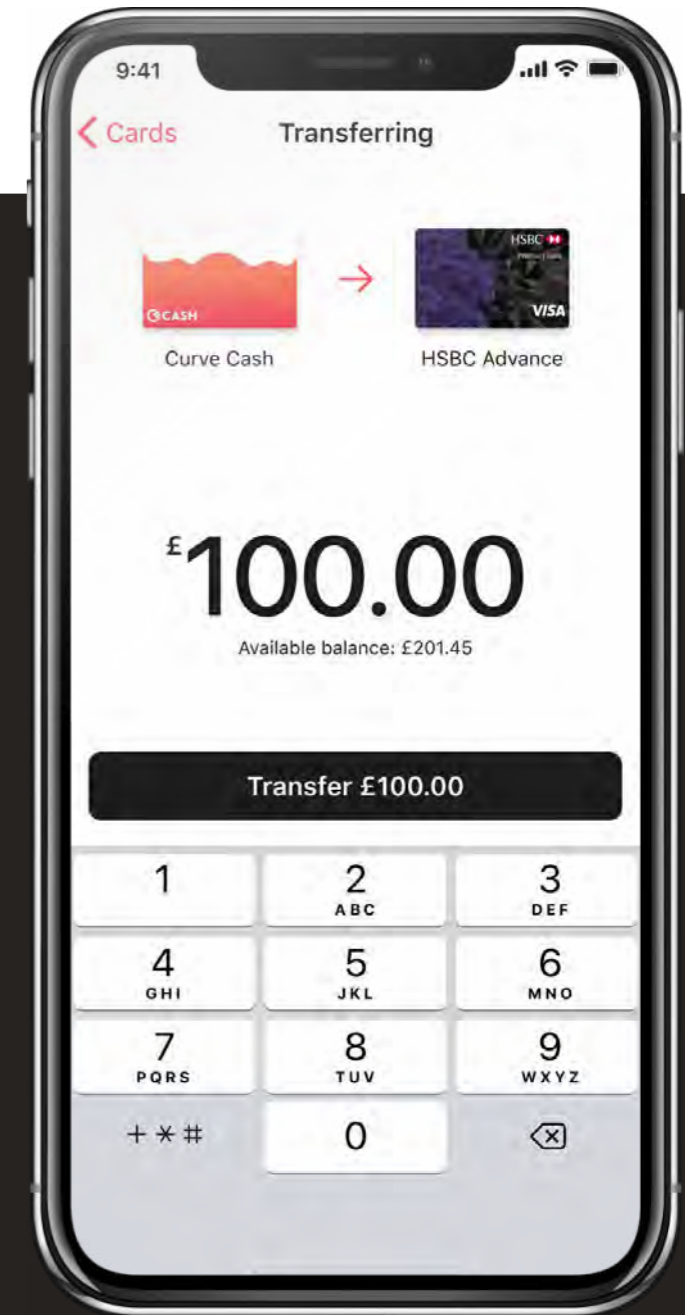 9:41
Cards Transferring
HSBC
CASH
VISA
Curve Cash HSBC Advance
£100.00
Available balance: £201.45
Transfer £100.00
1 2 3
ABC DEF
4 5 6
GHI JKL MNO
7 8 9
PQRS TUV WXYZ
+*# 0